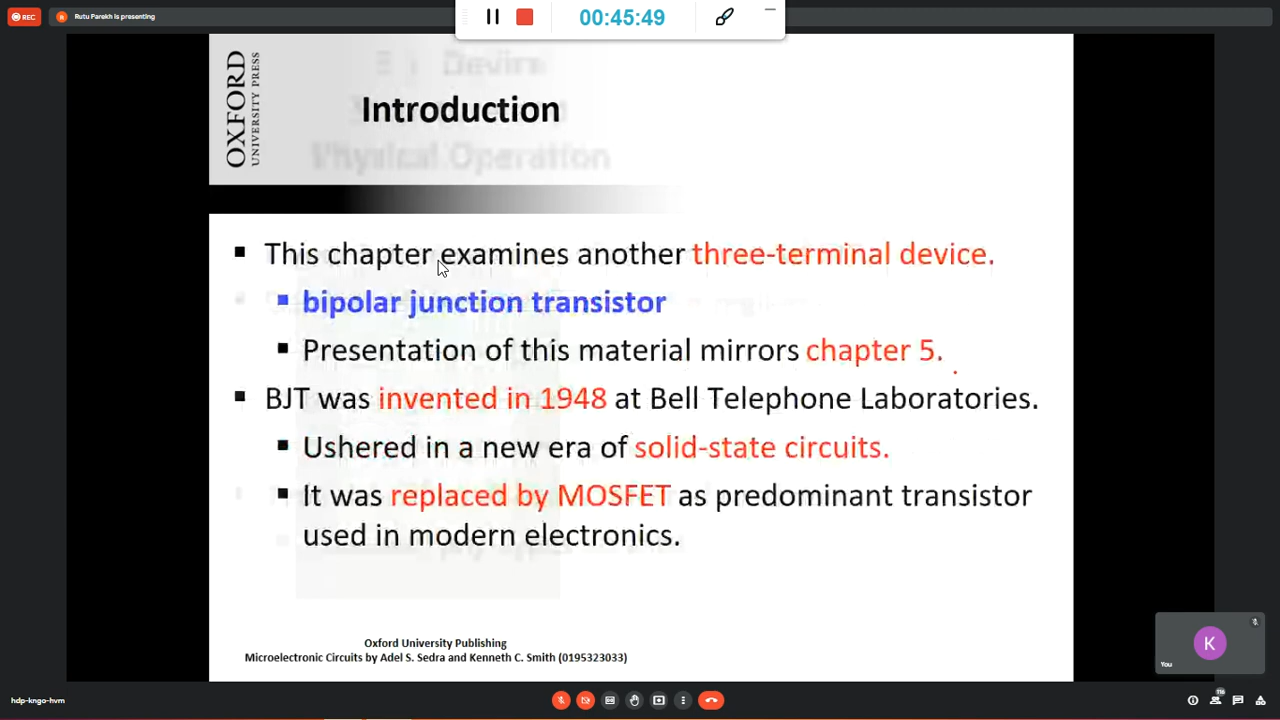 REC
R
Rutu Parekh is presenting
00:45:49
OXFORD
UNIVERSITY PRESS
Introduction
This chapter examines another three-terminal device.
bipolar junction transistor
Presentation of this material mirrors chapter 5.
BJT was invented in 1948 at Bell Telephone Laboratories.
Ushered in a new era of solid-state circuits.
It was replaced by MOSFET as predominant transistor
used in modern electronics.
Oxford University Publishing
Microelectronic Circuits by Adel S. Sedra and Kenneth C. Smith (0195323033)
K
You
hdp-kngo-hvm